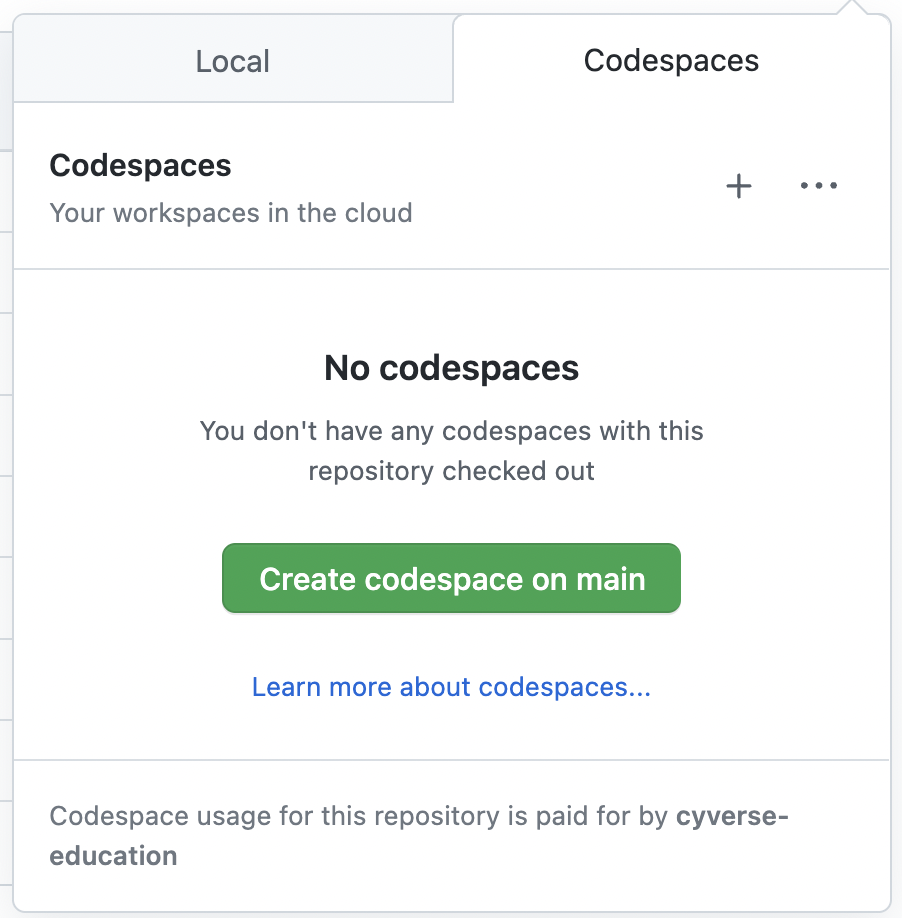 Local
Codespaces
Codespaces
Your workspaces in the cloud
No codespaces
You don't have any codespaces with this
repository checked out
Create codespace on main
Learn more about codespaces...
Codespace usage for this repository is paid for by cyverse-
education